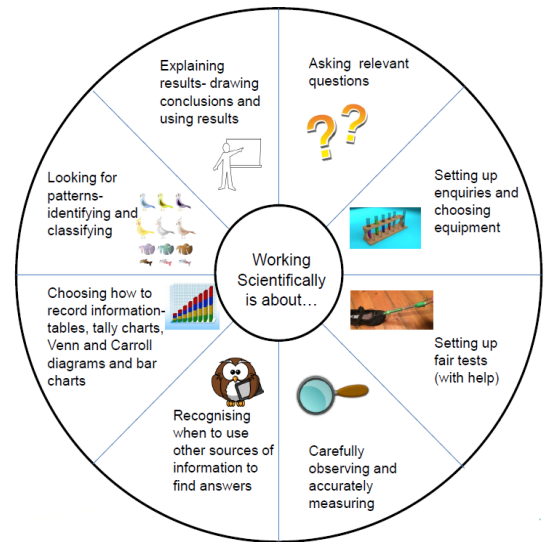 Working
Scientifically
is about…
Asking relevant
questions
Setting up
enquiries and
choosing
equipment
Setting up
fair tests
(with help)
Carefully
observing and
accurately
measuring
Recognising
when to use
other sources of
information to
find answers
Choosing how to
record information-
tables, tally charts,
Venn and Carroll
diagrams and bar
charts
Looking for
patterns-
identifying and
classifying
Explaining
results- drawing
conclusions and
using results